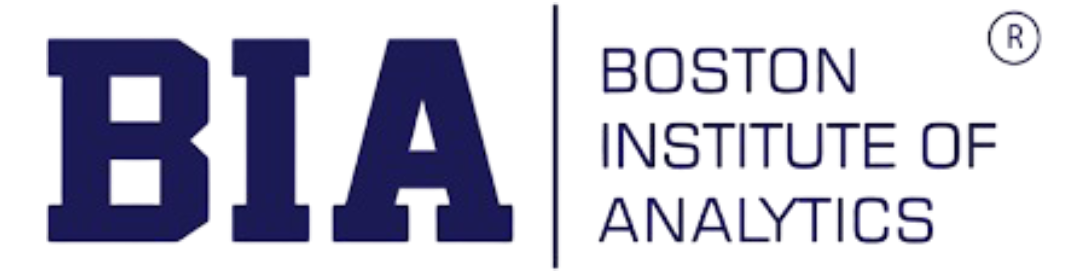 BIA
BOSTON
INSTITUTE OF
ANALYTICS
®